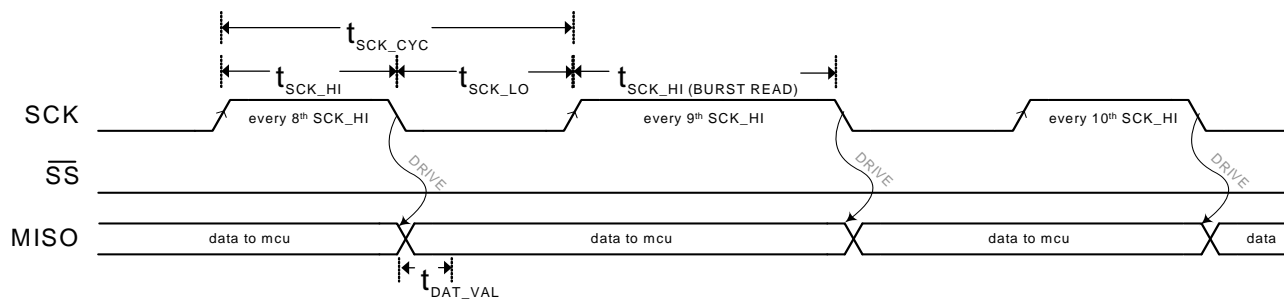 tSCK_CYC
tSCK_HI
tSCK_LO
tSCK_HI (BURST READ)
SCK
every 8th SCK_HI
every 9th SCK_HI
every 10th SCK_HI
SS
DRIVE
DRIVE
DRIVE
MISO
data to mcu
data to mcu
data to mcu
data
tDAT_VAL